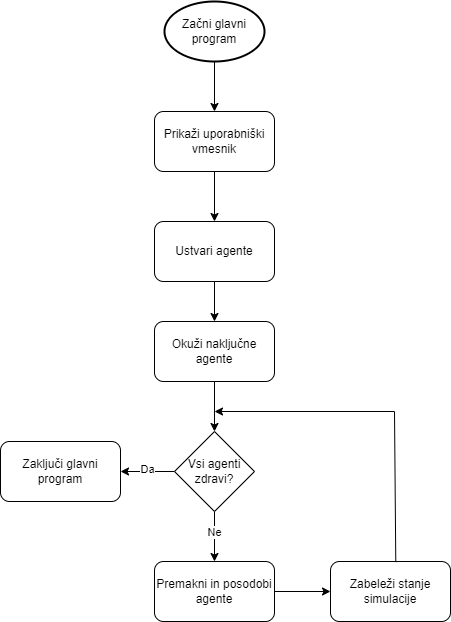 Začni glavni
program
Prikaži uporabniški
vmesnik
Ustvari agente
Okuži naključne
agente
Vsi agenti
zdravi?
Da
Zaključi glavni
program
Ne
Premakni in posodobi
agente
Zabeleži stanje
simulacije